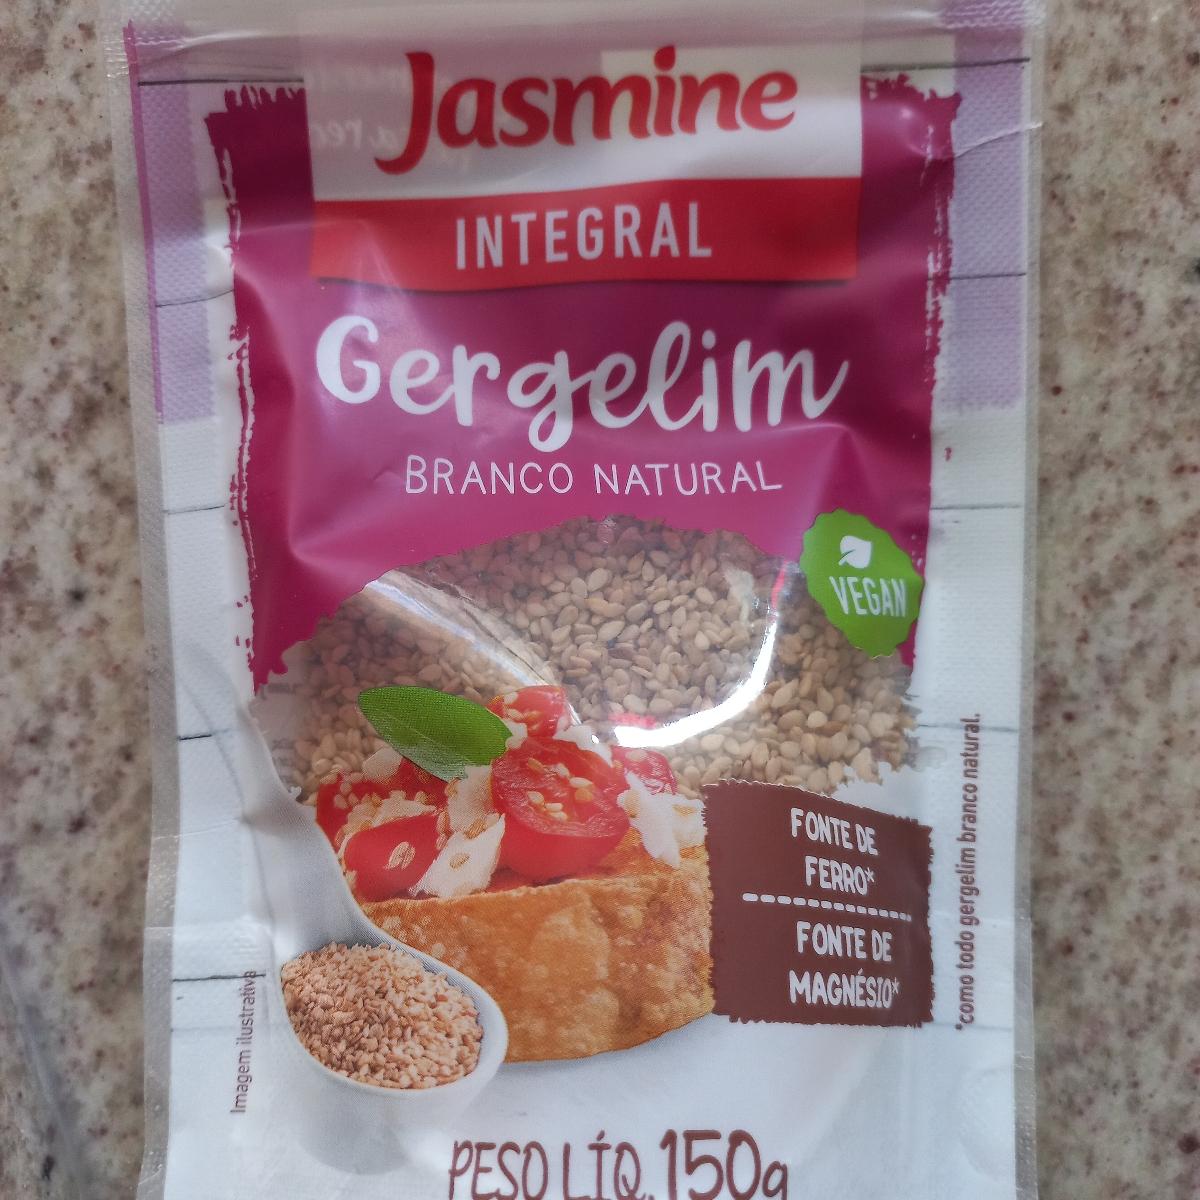 Jasmine
INTEGRAL
Gergelim
BRANCO NATURAL
VEGAN
FONTE DE
FERRO*
FONTE DE
MAGNÉSIO*
*como todo gergelim branco natural.
Imagem ilustrativa
PESO LÍQ. 150g